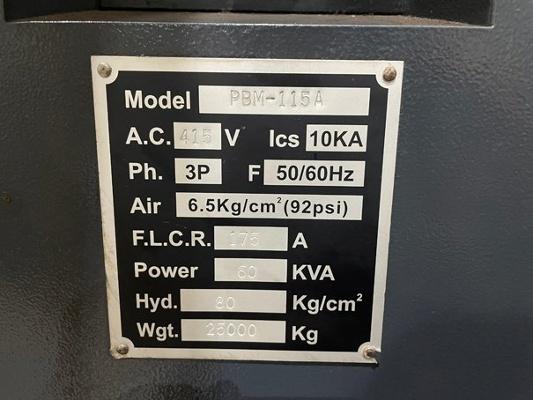 Model PBM-115A
A.C. 415 V Ics 10KA
Ph. 3P F 50/60Hz
Air 6.5Kg/cm²(92psi)
F.L.C.R. 175 A
Power 60 KVA
Hyd. 80 Kg/cm²
Wgt. 25000 Kg